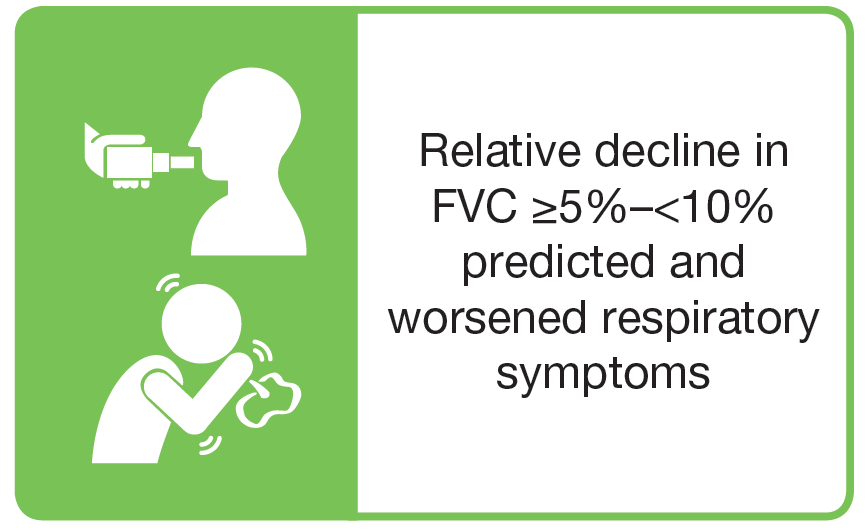 Relative decline in
FVC ≥5%–<10%
predicted and
worsened respiratory
symptoms